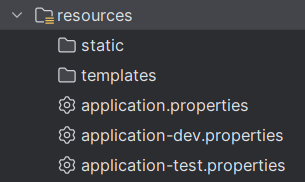 resources
static
templates
application.properties
application-dev.properties
application-test.properties